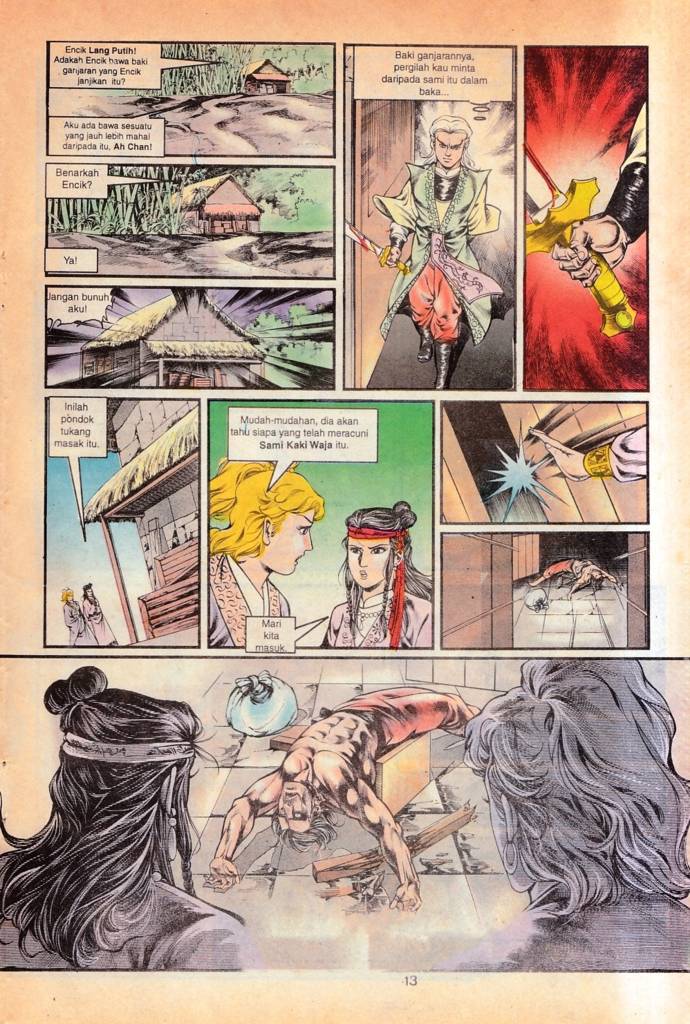 Encik Lang Putih!
Adakah Encik bawa baki
ganjaran yang Encik
janjikan itu?
Aku ada bawa sesuatu
yang jauh lebih mahal
daripada itu, Ah Chan!
Benarkah
Encik?
Ya!
Jangan bunuh
aku!
Baki ganjarannya,
pergilah kau minta
daripada sami itu dalam
baka...
Inilah
pondok
tukang
masak itu.
Mudah-mudahan, dia akan
tahu siapa yang telah meracuni
Sami Kaki Waja itu.
Mari
kita
masuk.
13